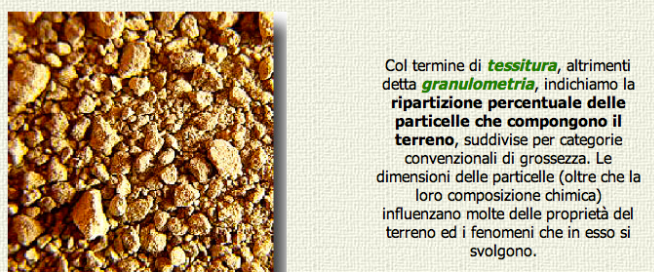 Col termine di tessitura, altrimenti
detta granulometria, indichiamo la
ripartizione percentuale delle
particelle che compongono il
terreno, suddivise per categorie
convenzionali di grossezza. Le
dimensioni delle particelle (oltre che la
loro composizione chimica)
influenzano molte delle proprietà del
terreno ed i fenomeni che in esso si
svolgono.